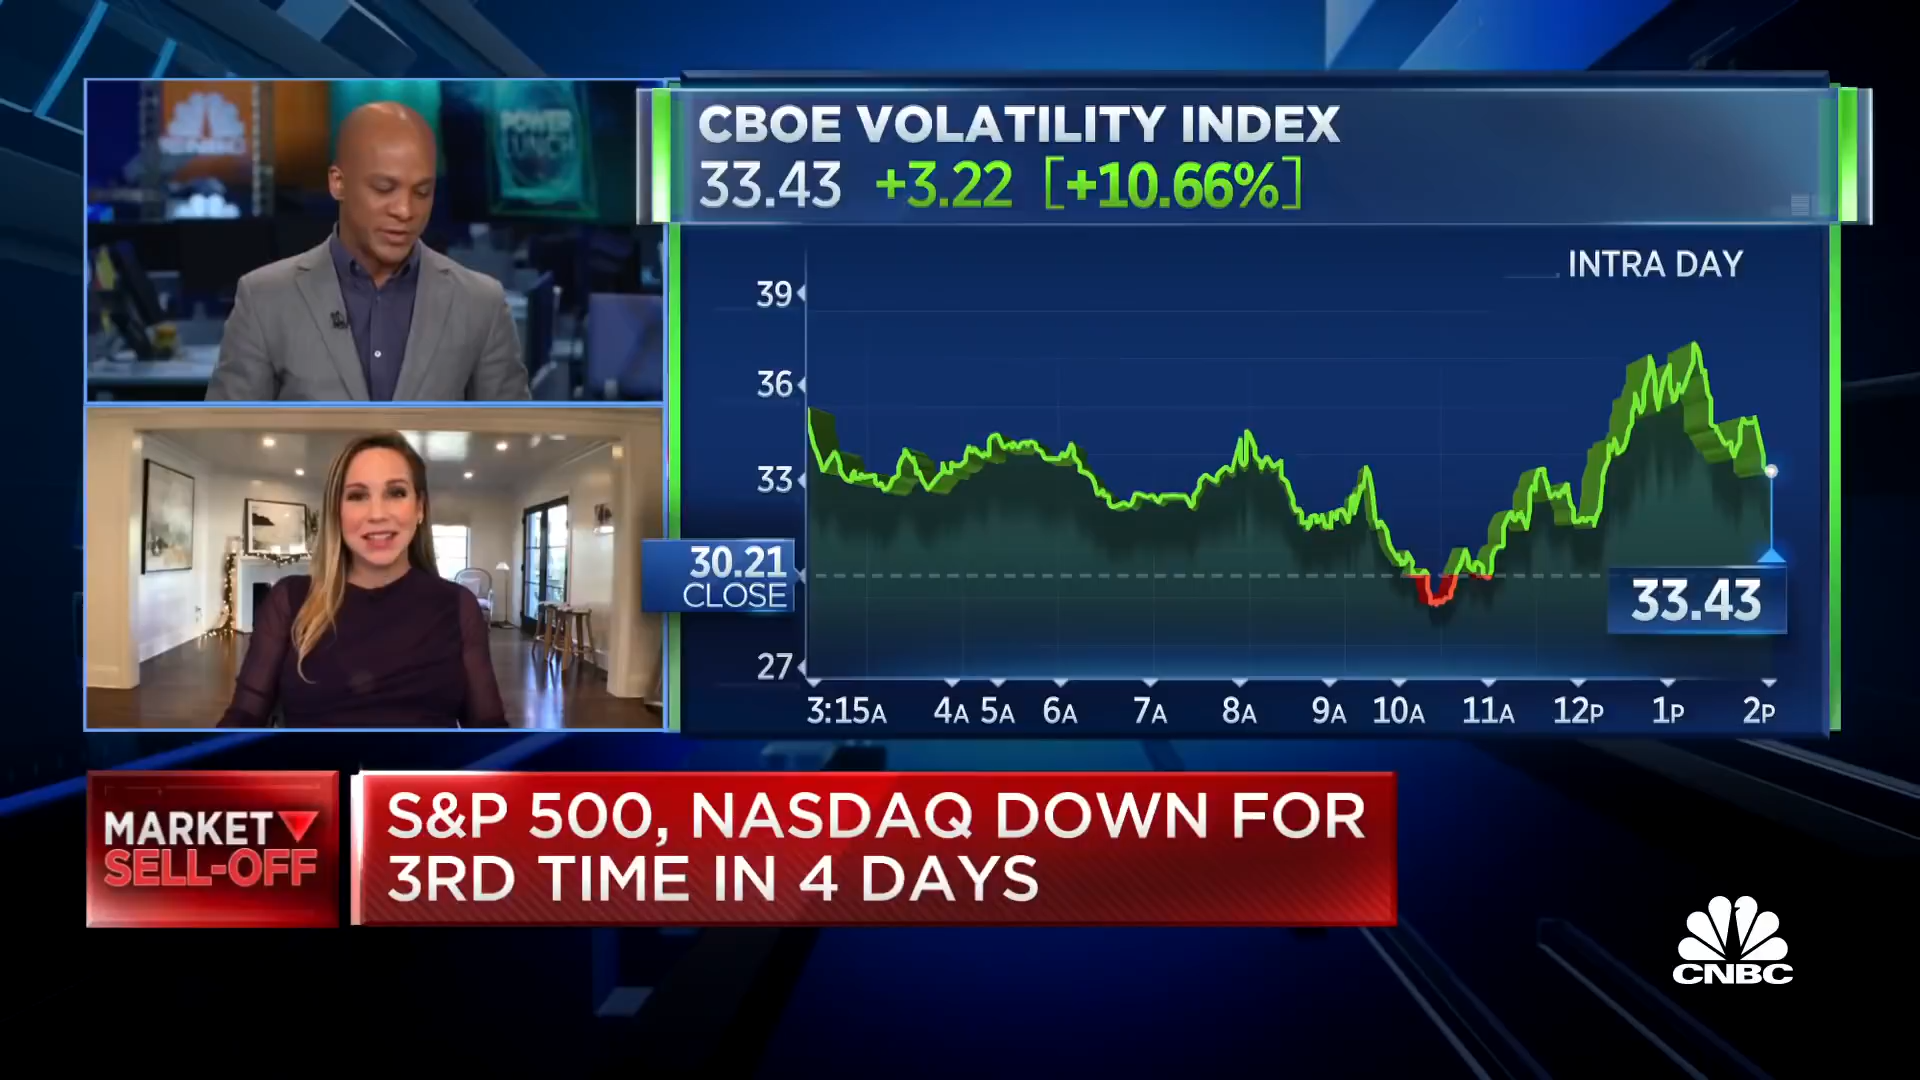 POWER
LUNCH
CBOE VOLATILITY INDEX
33.43 +3.22 [+10.66%]
INTRA DAY
39
36
33
30.21
CLOSE
27
33.43
3:15A 4A 5A 6A 7A 8A 9A 10A 11A 12P 1P 2P
MARKET
SELL-OFF
S&P 500, NASDAQ DOWN FOR
3RD TIME IN 4 DAYS
CNBC